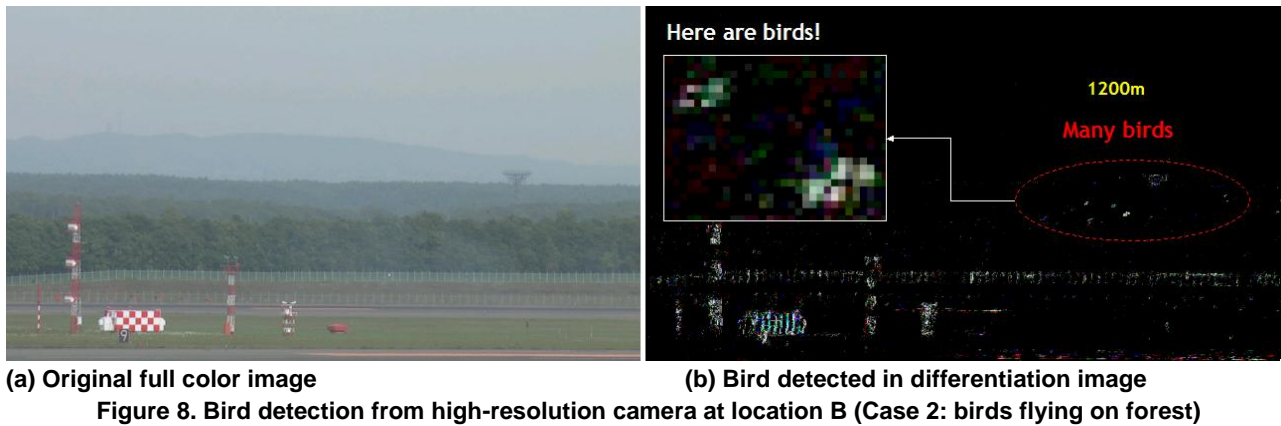 Here are birds!
1200m
Many birds
9
(a) Original full color image
(b) Bird detected in differentiation image
Figure 8. Bird detection from high-resolution camera at location B (Case 2: birds flying on forest)